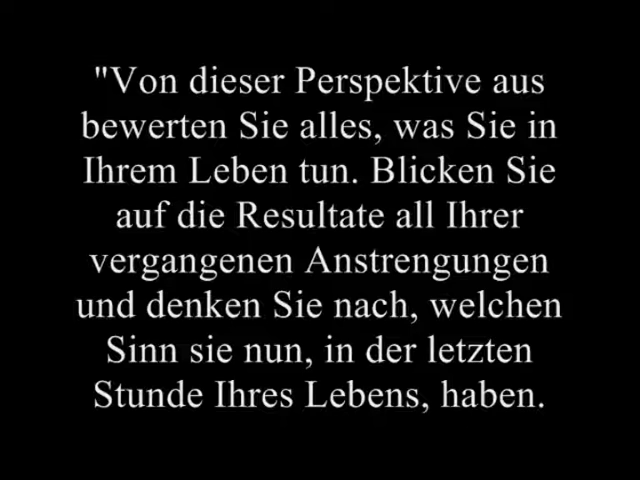 "Von dieser Perspektive aus
bewerten Sie alles, was Sie in
Ihrem Leben tun. Blicken Sie
auf die Resultate all Ihrer
vergangenen Anstrengungen
und denken Sie nach, welchen
Sinn sie nun, in der letzten
Stunde Ihres Lebens, haben.